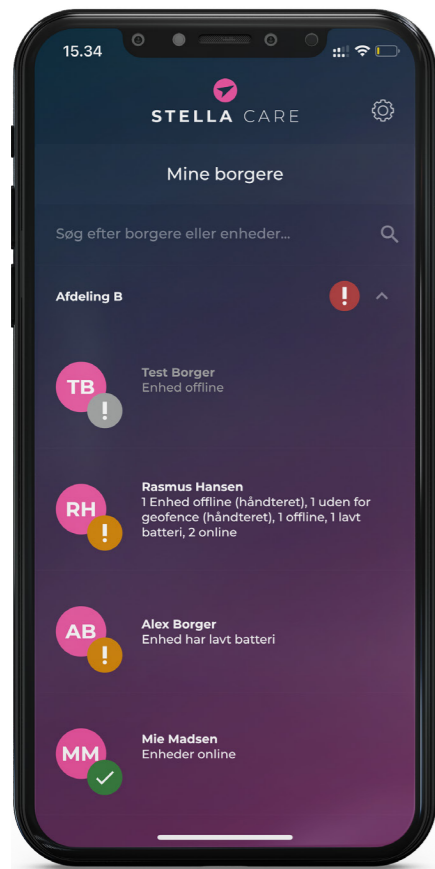 15.34
STELLA CARE
Mine borgere
Søg efter borgere eller enheder...
Afdeling B
!
TB
!
Test Borger
Enhed offline
RH
!
Rasmus Hansen
1 Enhed offline (håndteret), 1 uden for
geofence (håndteret), 1 offline, 1 lavt
batteri, 2 online
AB
!
Alex Borger
Enhed har lavt batteri
MM
Mie Madsen
Enheder online